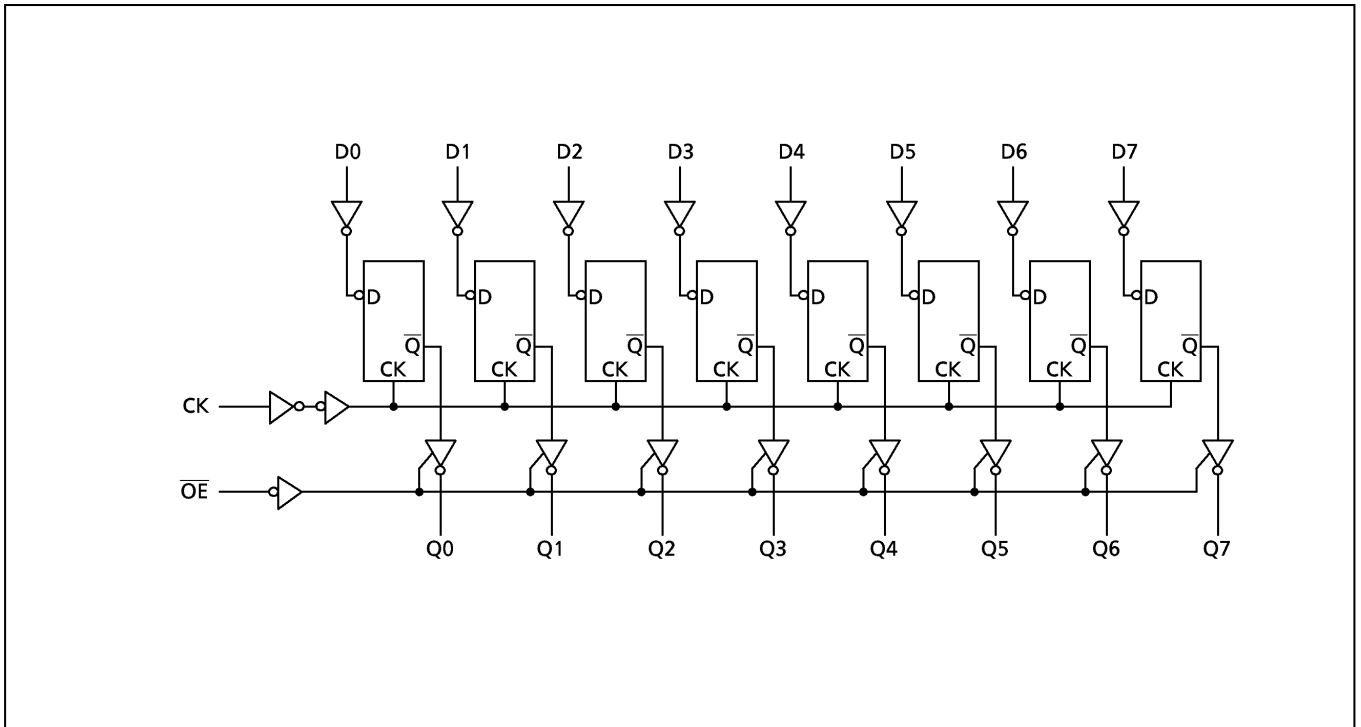 D0 D1 D2 D3 D4 D5 D6 D7
D D D D D D D D
Q̅ Q̅ Q̅ Q̅ Q̅ Q̅ Q̅ Q̅
CK CK CK CK CK CK CK CK
CK
O̅E̅
Q0 Q1 Q2 Q3 Q4 Q5 Q6 Q7